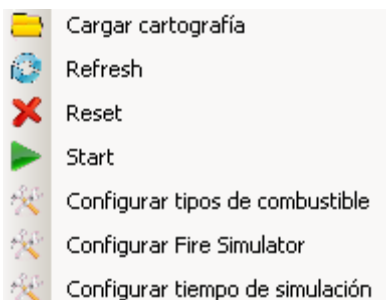 Cargar cartografía
Refresh
Reset
Start
Configurar tipos de combustible
Configurar Fire Simulator
Configurar tiempo de simulación